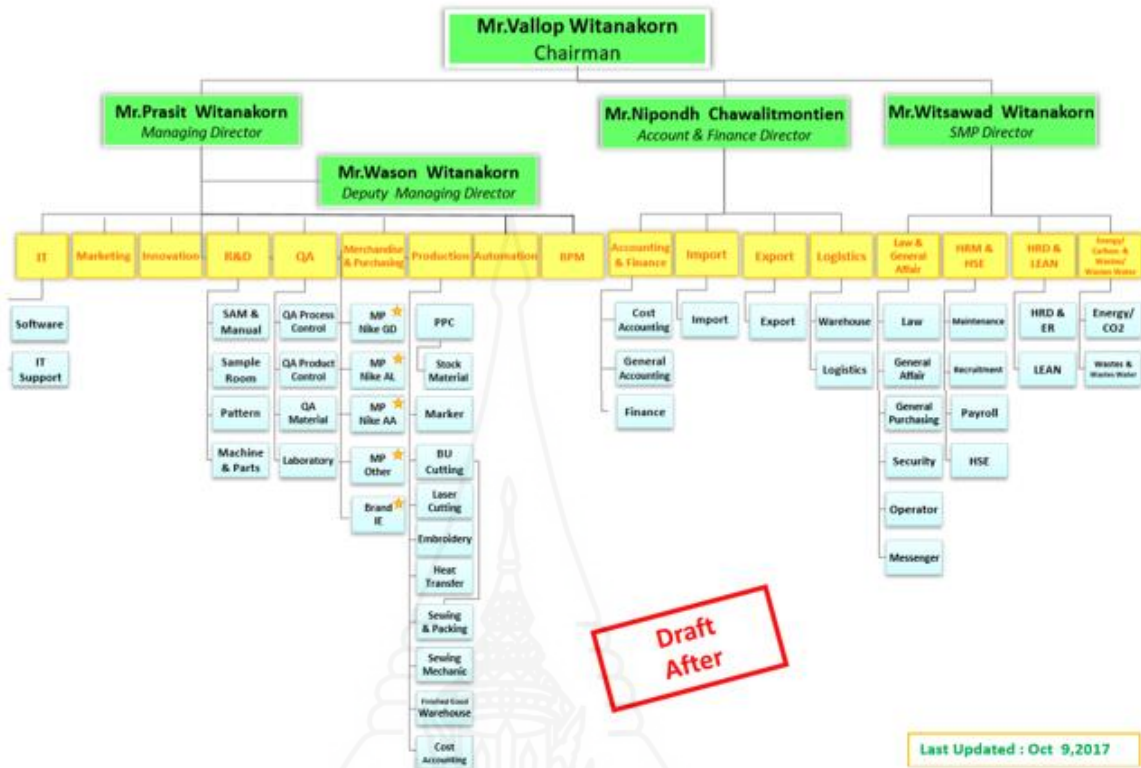 Mr.Vallop Witanakorn
Chairman
Mr.Prasit Witanakorn
Managing Director
Mr.Nipondh Chawalitmontien
Account & Finance Director
Mr.Witsawad Witanakorn
SMP Director
Mr.Wason Witanakorn
Deputy Managing Director
IT
Marketing
Innovation
R&D
QA
Merchandise
& Purchasing
Production
Automation
BPM
Accounting
& Finance
Import
Export
Logistics
Law &
General
Affair
HRM &
HSE
HRD &
LEAN
Energy/
Carbon &
Wastes/
Wastes Water
Software
IT
Support
SAM &
Manual
Sample
Room
Pattern
Machine
& Parts
QA Process
Control
QA Product
Control
QA
Material
Laboratory
MP
Nike GD
MP
Nike AL
MP
Nike AA
MP
Other
Brand
IE
PPC
Stock
Material
Marker
BU
Cutting
Laser
Cutting
Embroidery
Heat
Transfer
Sewing
& Packing
Sewing
Mechanic
Finished Good
Warehouse
Cost
Accounting
Cost
Accounting
General
Accounting
Finance
Import
Export
Warehouse
Logistics
Law
General
Affair
General
Purchasing
Security
Operator
Messenger
Maintenance
Recruitment
Payroll
HSE
HRD &
ER
LEAN
Energy/
CO2
Wastes &
Wastes Water
Draft
After
Last Updated : Oct 9,2017